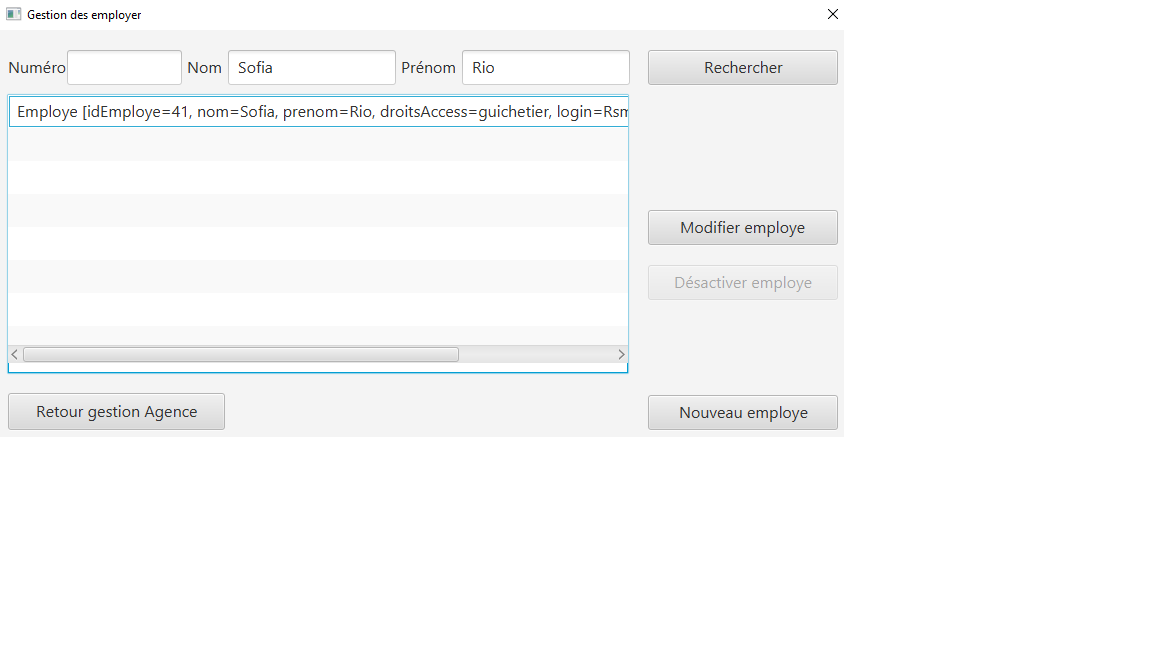 Gestion des employer
Numéro Nom Sofia Prénom Rio Rechercher
Employe [idEmploye=41, nom=Sofia, prenom=Rio, droitsAccess=guichetier, login=Rsm
Modifier employe
Désactiver employe
Retour gestion Agence Nouveau employe